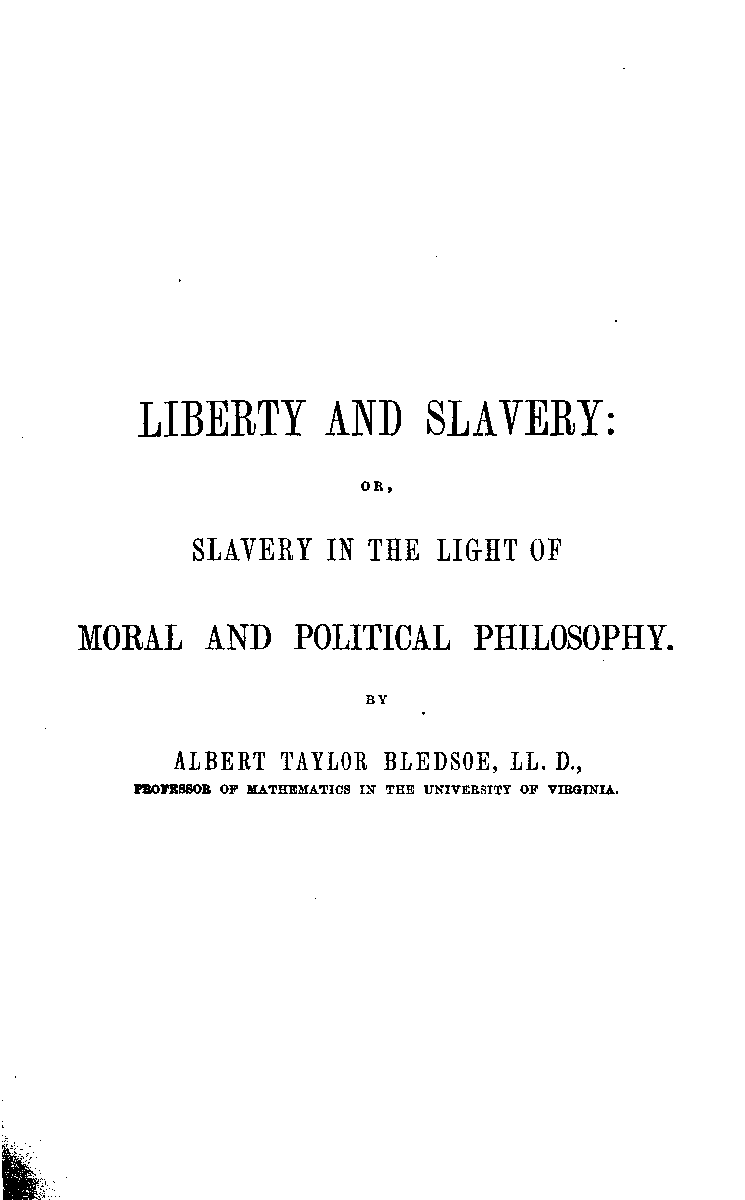 LIBERTY AND SLAVERY:
OR,
SLAVERY IN THE LIGHT OF
MORAL AND POLITICAL PHILOSOPHY.
BY
ALBERT TAYLOR BLEDSOE, LL. D.,
PROFESSOR OF MATHEMATICS IN THE UNIVERSITY OF VIRGINIA.